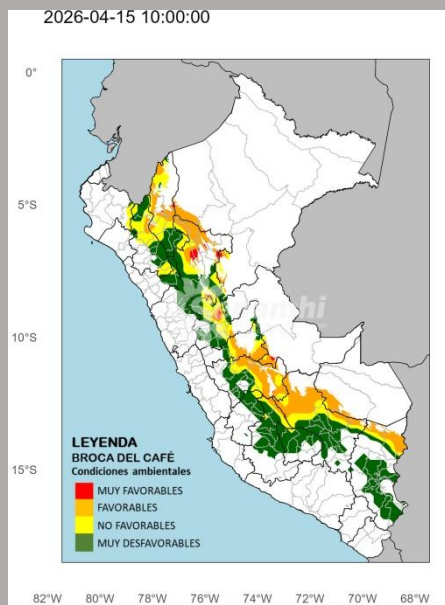 2026-04-15 10:00:00
0°
5°S
10°S
15°S
LEYENDA
BROCA DEL CAFÉ
Condiciones ambientales
MUY FAVORABLES
FAVORABLES
NO FAVORABLES
MUY DESFAVORABLES
82°W 80°W 78°W 76°W 74°W 72°W 70°W 68°W